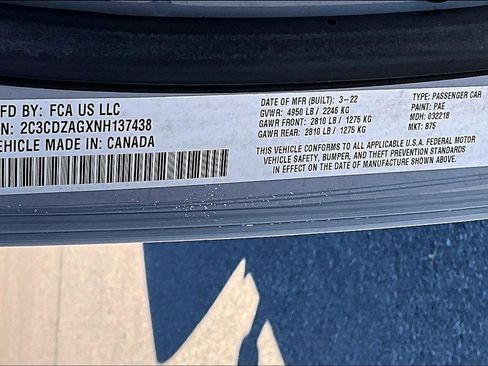 MFD BY: FCA US LLC
N: 2C3CDZAGXNH137438
VEHICLE MADE IN: CANADA
DATE OF MFR (BUILT): 3-22
GVWR: 4950 LB / 2246 KG
GAWR FRONT: 2810 LB / 1275 KG
GAWR REAR: 2810 LB / 1275 KG
TYPE: PASSENGER CAR
PAINT: PAE
MDH: 032218
MKT: 875
THIS VEHICLE CONFORMS TO ALL APPLICABLE U.S.A. FEDERAL MOTOR
VEHICLE SAFETY, BUMPER, AND THEFT PREVENTION STANDARDS
IN EFFECT ON THE DATE OF MANUFACTURE SHOWN ABOVE.